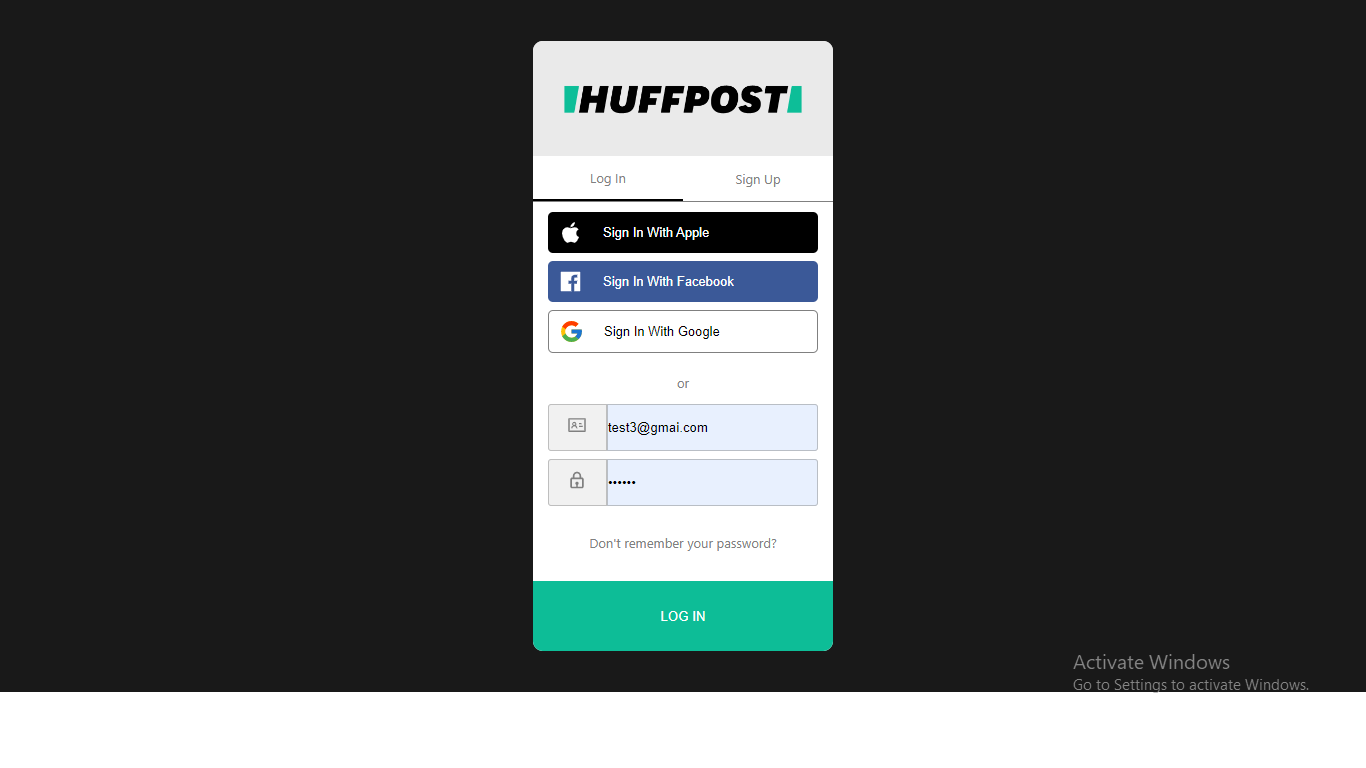 HUFFPOST
Log In
Sign Up
Sign In With Apple
Sign In With Facebook
Sign In With Google
or
test3@gmai.com
••••••
Don't remember your password?
LOG IN
Activate Windows
Go to Settings to activate Windows.